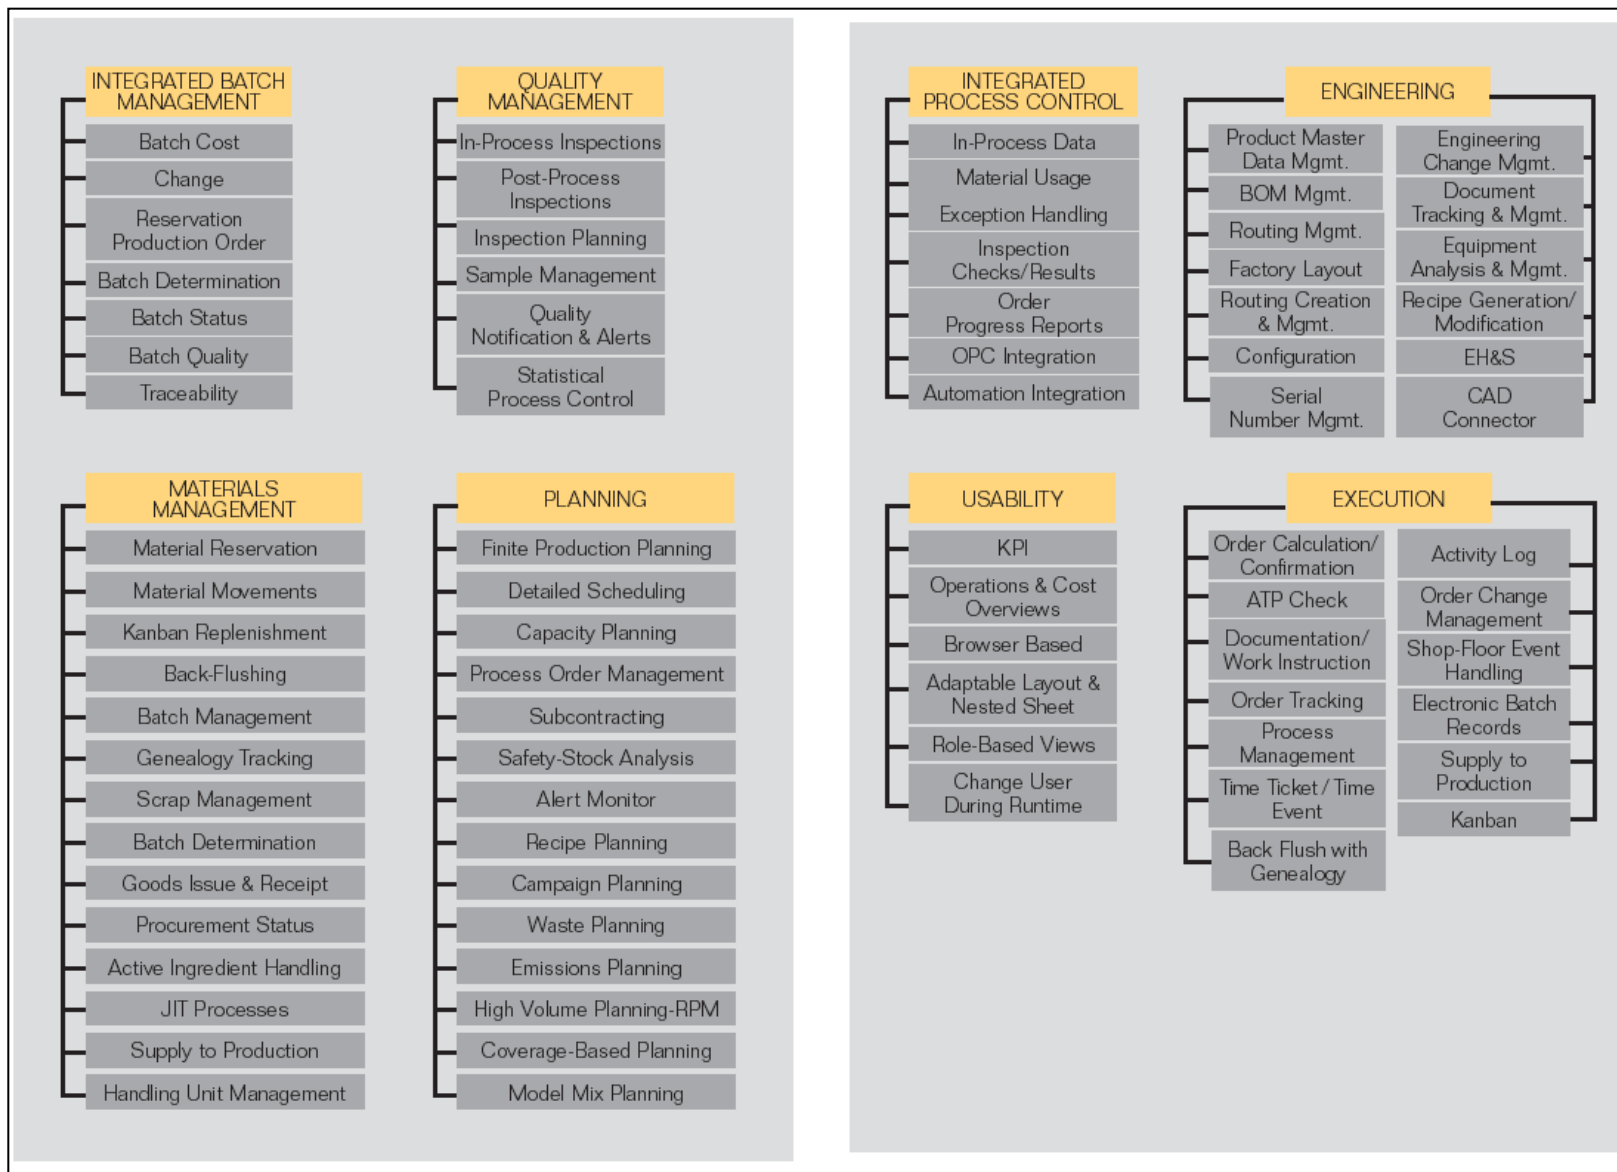 INTEGRATED BATCH
MANAGEMENT
Batch Cost
Change
Reservation
Production Order
Batch Determination
Batch Status
Batch Quality
Traceability
QUALITY
MANAGEMENT
In-Process Inspections
Post-Process
Inspections
Inspection Planning
Sample Management
Quality
Notification & Alerts
Statistical
Process Control
MATERIALS
MANAGEMENT
Material Reservation
Material Movements
Kanban Replenishment
Back-Flushing
Batch Management
Genealogy Tracking
Scrap Management
Batch Determination
Goods Issue & Receipt
Procurement Status
Active Ingredient Handling
JIT Processes
Supply to Production
Handling Unit Management
PLANNING
Finite Production Planning
Detailed Scheduling
Capacity Planning
Process Order Management
Subcontracting
Safety-Stock Analysis
Alert Monitor
Recipe Planning
Campaign Planning
Waste Planning
Emissions Planning
High Volume Planning-RPM
Coverage-Based Planning
Model Mix Planning
INTEGRATED
PROCESS CONTROL
In-Process Data
Material Usage
Exception Handling
Inspection
Checks/Results
Order
Progress Reports
OPC Integration
Automation Integration
ENGINEERING
Product Master
Data Mgmt.
BOM Mgmt.
Routing Mgmt.
Factory Layout
Routing Creation
& Mgmt.
Configuration
Serial
Number Mgmt.
Engineering
Change Mgmt.
Document
Tracking & Mgmt.
Equipment
Analysis & Mgmt.
Recipe Generation/
Modification
EH&S
CAD
Connector
USABILITY
KPI
Operations & Cost
Overviews
Browser Based
Adaptable Layout &
Nested Sheet
Role-Based Views
Change User
During Runtime
EXECUTION
Order Calculation/
Confirmation
ATP Check
Documentation/
Work Instruction
Order Tracking
Process
Management
Time Ticket / Time
Event
Back Flush with
Genealogy
Activity Log
Order Change
Management
Shop-Floor Event
Handling
Electronic Batch
Records
Supply to
Production
Kanban